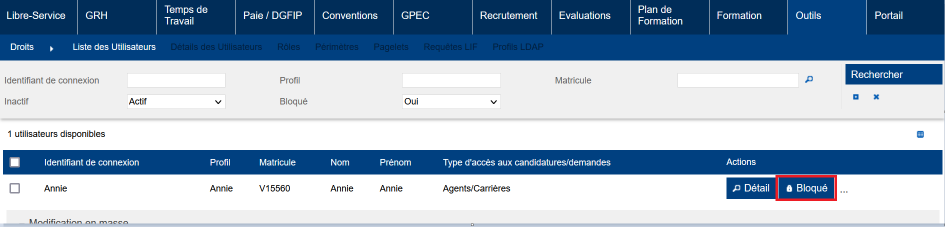 Libre-Service GRH Temps de Travail Paie / DGFIP Conventions GPEC Recrutement Evaluations Plan de Formation Formation Outils Portail
Droits Liste des Utilisateurs Détails des Utilisateurs Rôles Périmètres Pagelets Requêtes LIF Profils LDAP
Identifiant de connexion Profil Matricule Rechercher
Inactif Actif Bloqué Oui
1 utilisateurs disponibles
Identifiant de connexion Profil Matricule Nom Prénom Type d'accès aux candidatures/demandes Actions
Annie Annie V15560 Annie Annie Agents/Carrières Détail Bloqué ...
Modification en masse